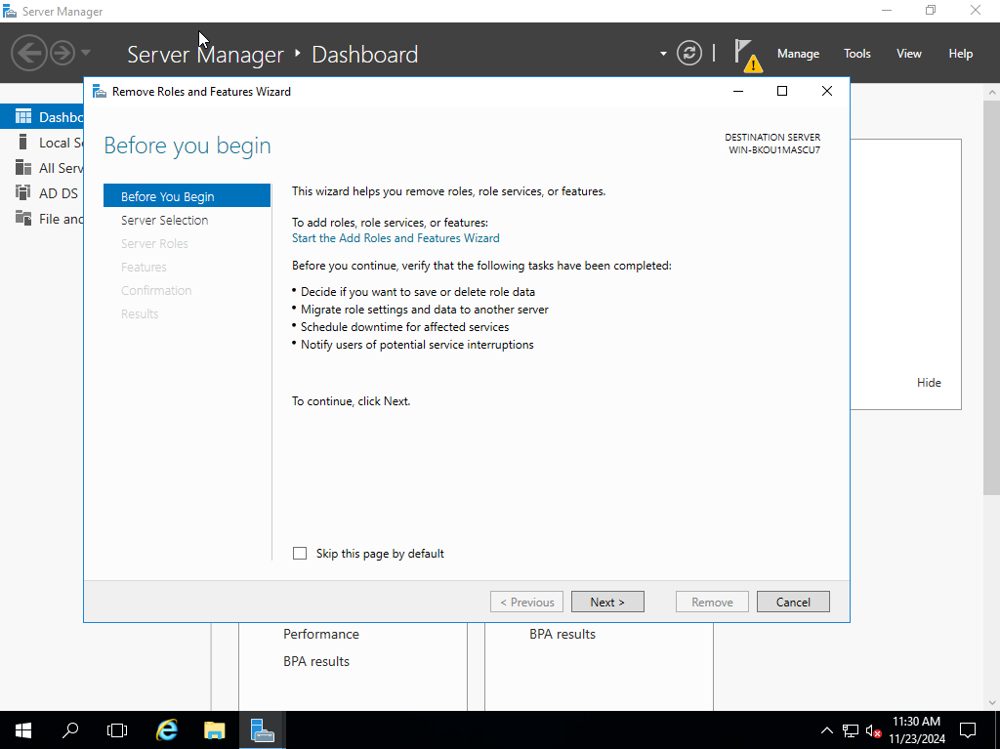 Server Manager
Server Manager ‣ Dashboard
Manage Tools View Help
Remove Roles and Features Wizard
Before you begin
DESTINATION SERVER
WIN-BKOU1MASCU7
Before You Begin
Server Selection
Server Roles
Features
Confirmation
Results
This wizard helps you remove roles, role services, or features.
To add roles, role services, or features:
Start the Add Roles and Features Wizard
Before you continue, verify that the following tasks have been completed:
• Decide if you want to save or delete role data
• Migrate role settings and data to another server
• Schedule downtime for affected services
• Notify users of potential service interruptions
To continue, click Next.
Skip this page by default
< Previous
Next >
Remove
Cancel
Dashbo
Local Se
All Serv
AD DS
File and
Hide
Performance
BPA results
BPA results
11:30 AM
11/23/2024